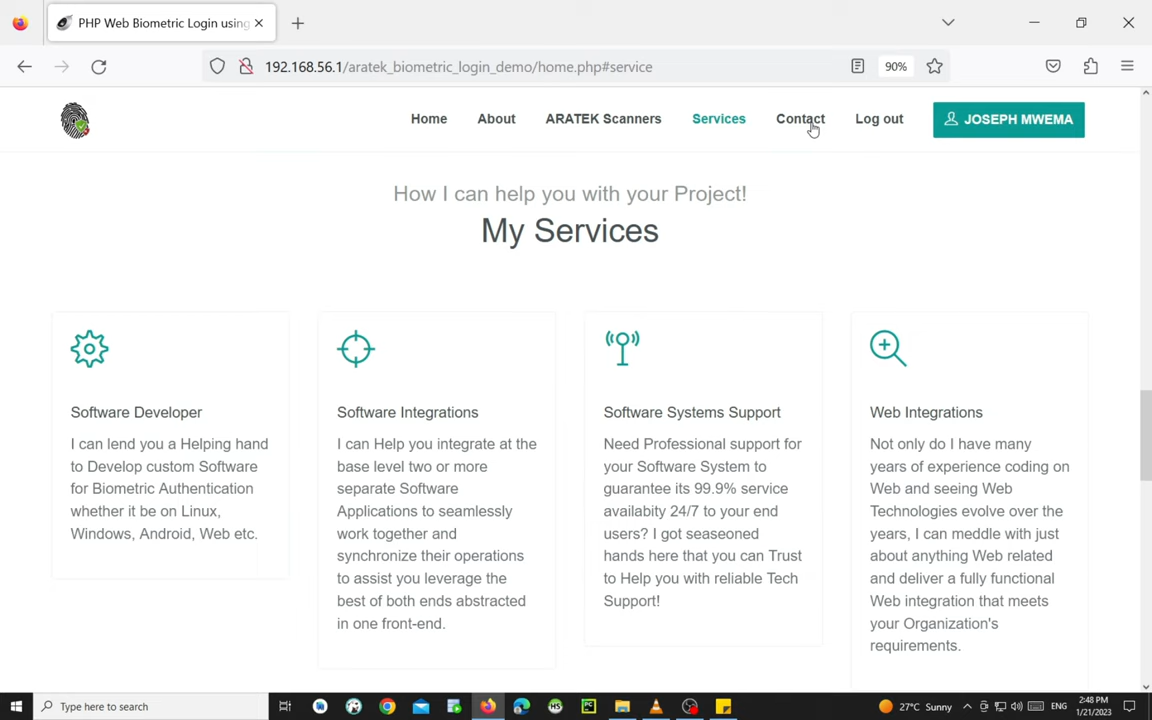 PHP Web Biometric Login using
192.168.56.1/aratek_biometric_login_demo/home.php#service
90%
Home About ARATEK Scanners Services Contact Log out JOSEPH MWEMA
How I can help you with your Project!
My Services
Software Developer
I can lend you a Helping hand
to Develop custom Software
for Biometric Authentication
whether it be on Linux,
Windows, Android, Web etc.
Software Integrations
I can Help you integrate at the
base level two or more
separate Software
Applications to seamlessly
work together and
synchronize their operations
to assist you leverage the
best of both ends abstracted
in one front-end.
Software Systems Support
Need Professional support for
your Software System to
guarantee its 99.9% service
availabity 24/7 to your end
users? I got seasoned
hands here that you can Trust
to Help you with reliable Tech
Support!
Web Integrations
Not only do I have many
years of experience coding on
Web and seeing Web
Technologies evolve over the
years, I can meddle with just
about anything Web related
and deliver a fully functional
Web integration that meets
your Organization's
requirements.
Type here to search
27°C Sunny
ENG
2:48 PM
1/21/2023